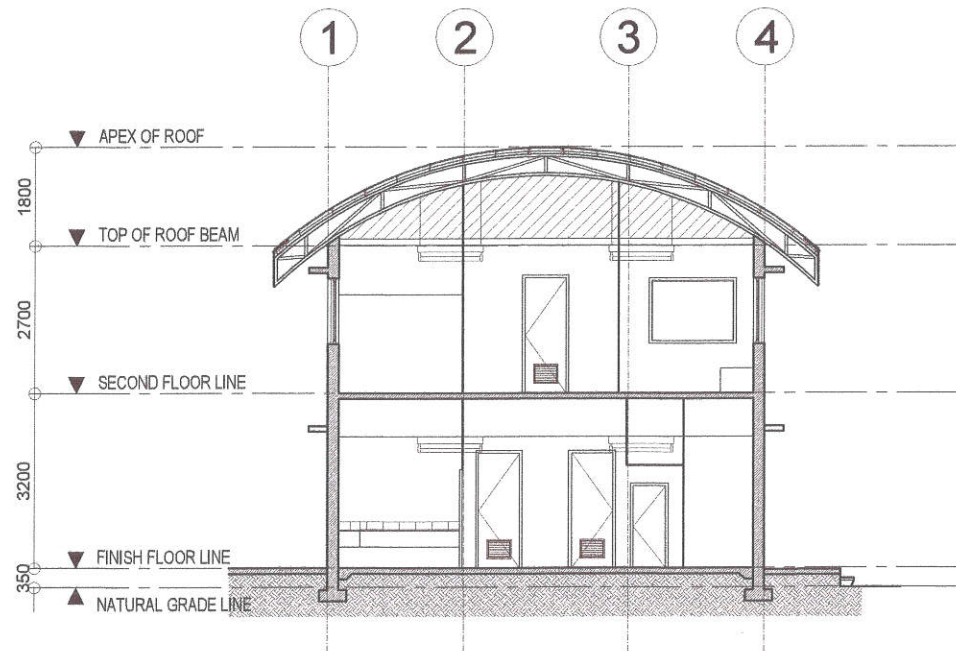 1
2
3
4
APEX OF ROOF
1800
TOP OF ROOF BEAM
2700
SECOND FLOOR LINE
3200
FINISH FLOOR LINE
350
NATURAL GRADE LINE